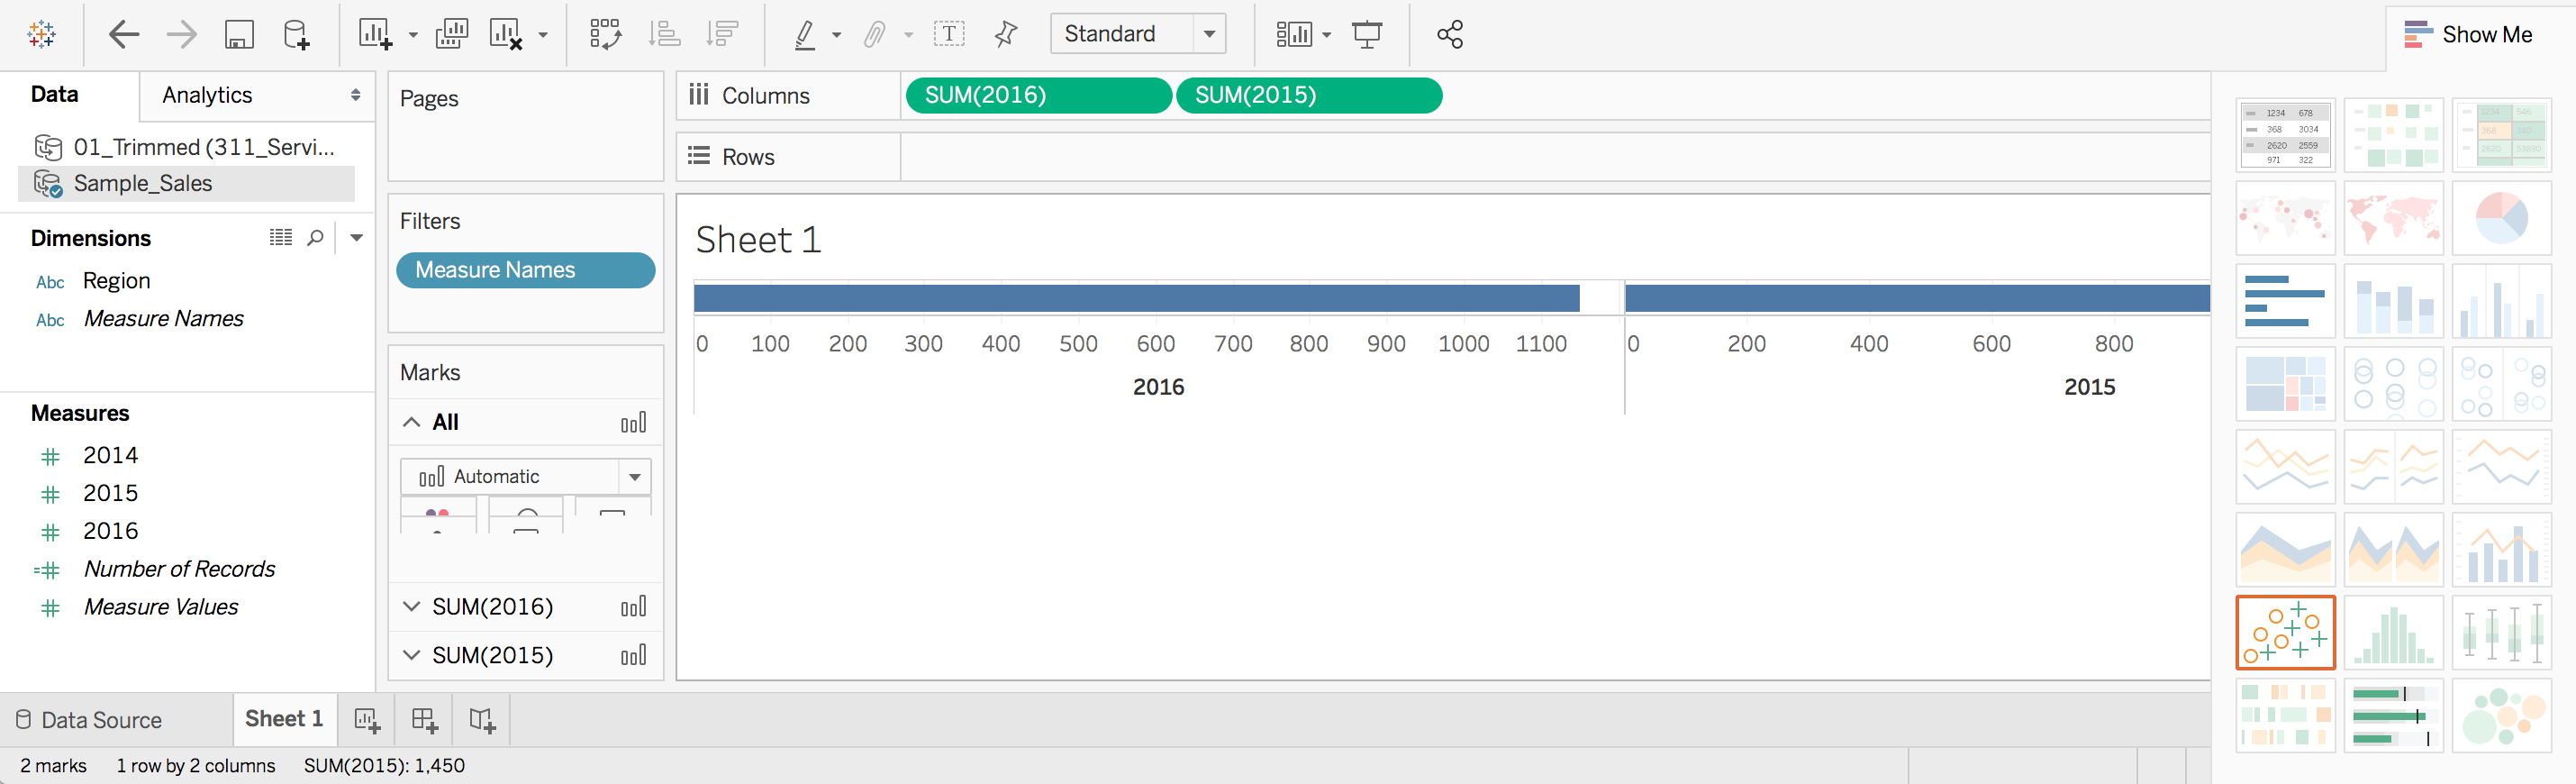 Standard
Show Me
Data
Analytics
01_Trimmed (311_Servi...
Sample_Sales
Dimensions
Abc Region
Abc Measure Names
Measures
2014
2015
2016
Number of Records
Measure Values
Pages
Filters
Measure Names
Marks
All
Automatic
SUM(2016)
SUM(2015)
Columns
SUM(2016)
SUM(2015)
Rows
Sheet 1
0 100 200 300 400 500 600 700 800 900 1000 1100
2016
0 200 400 600 800
2015
1234 678
368 3034
2620 2559
971 322
Data Source
Sheet 1
2 marks
1 row by 2 columns
SUM(2015): 1,450